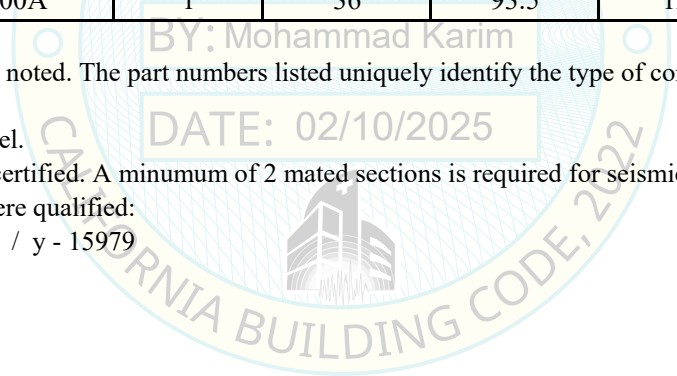 00A 1 36 93.5
BY: Mohammad Karim
noted. The part numbers listed uniquely identify the type of co
DATE: 02/10/2025
el.
certified. A minumum of 2 mated sections is required for seismi
ere qualified:
/ y - 15979
CALIFORNIA BUILDING CODE, 2022